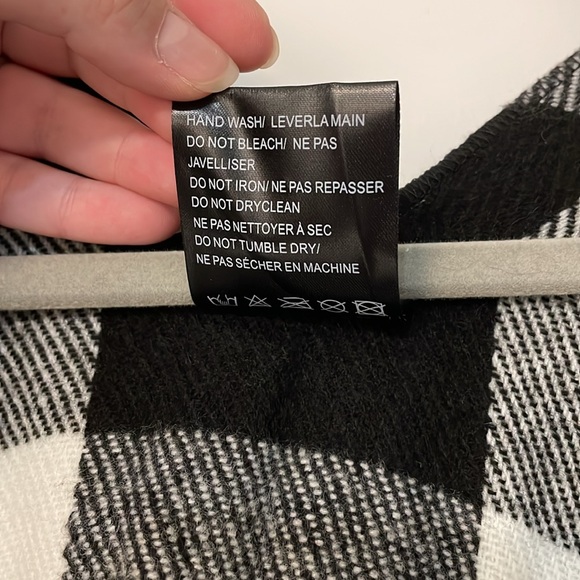 HAND WASH/ LEVERLA MAIN
DO NOT BLEACH/ NE PAS
JAVELLISER
DO NOT IRON/ NE PAS REPASSER
DO NOT DRYCLEAN
NE PAS NETTOYER À SEC
DO NOT TUMBLE DRY/
NE PAS SÉCHER EN MACHINE